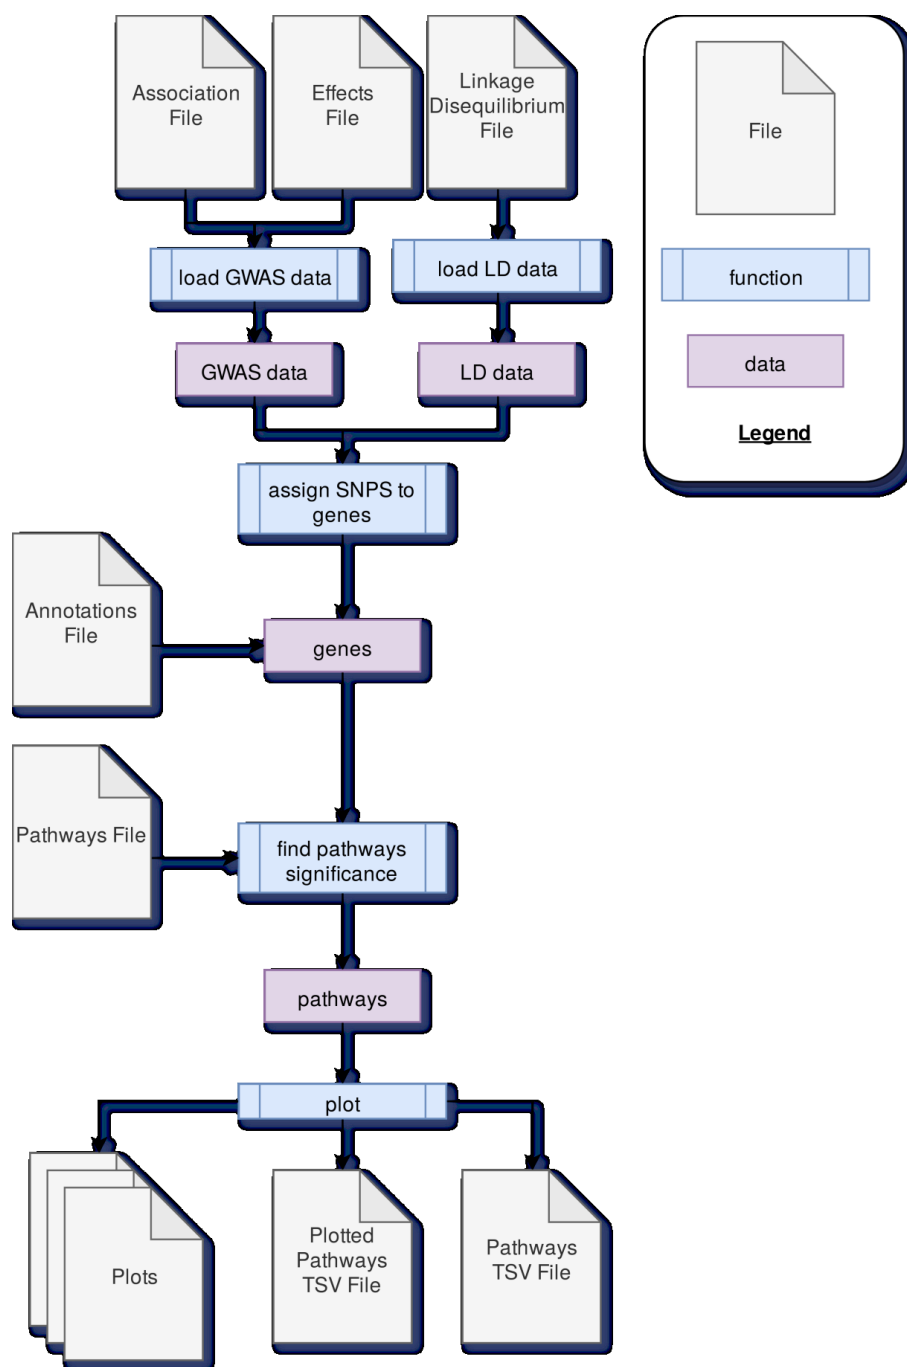 Association
File
Effects
File
Linkage
Disequilibrium
File
File
load GWAS data
load LD data
function
GWAS data
LD data
data
Legend
assign SNPS to
genes
Annotations
File
genes
Pathways File
find pathways
significance
pathways
plot
Plots
Plotted
Pathways
TSV File
Pathways
TSV File